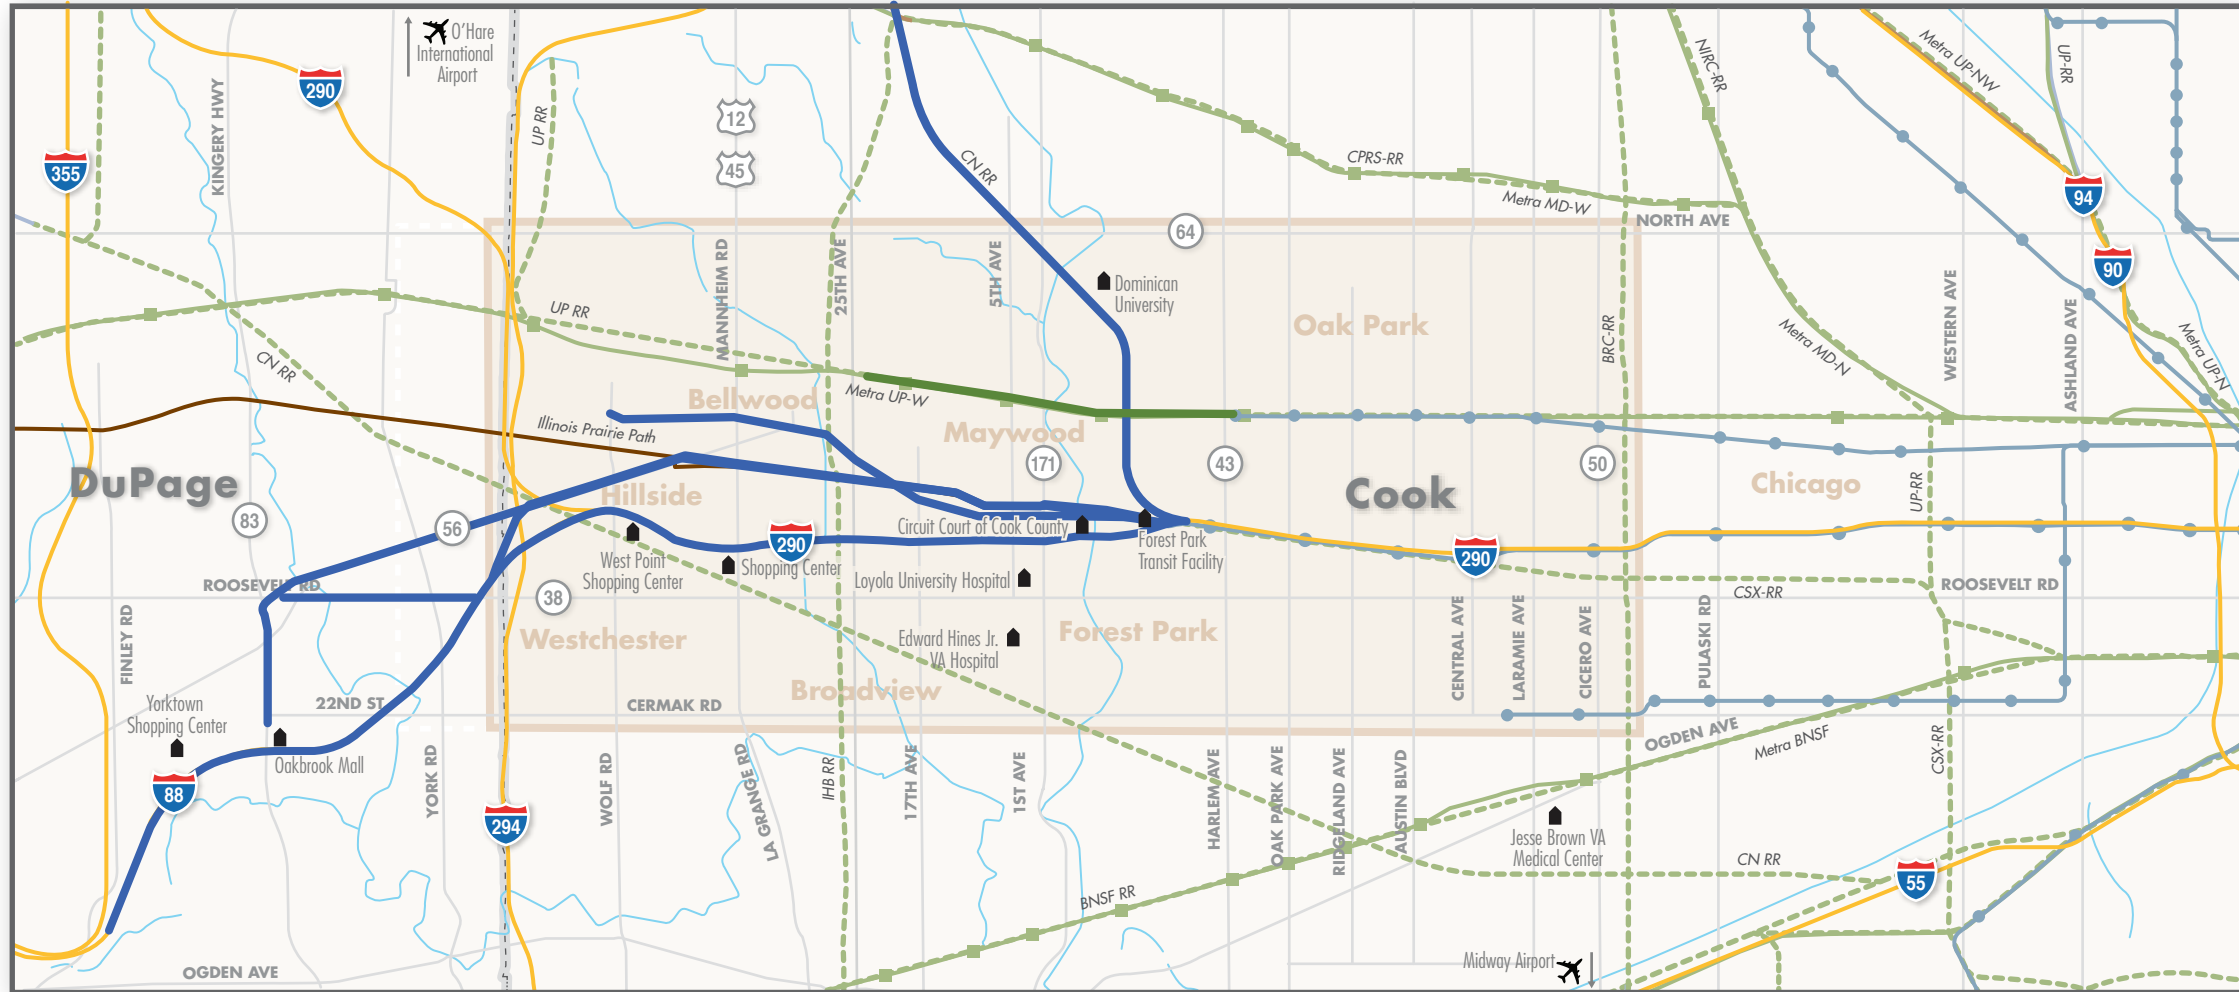 O'Hare
International
Airport
290
355
KINGERY HWY
UP RR
12
45
CN RR
CPRS-RR
Metra MD-W
NIRC-RR
Metra UP-NW
UP-RR
94
90
NORTH AVE
64
MANNHEIM RD
25TH AVE
5TH AVE
Dominican
University
Oak Park
BRC-RR
Metra MD-N
WESTERN AVE
ASHLAND AVE
Metra UP-N
UP RR
CN RR
Bellwood
Metra UP-W
Illinois Prairie Path
Maywood
171
43
50
Cook
Chicago
UP-RR
DuPage
83
56
Hillside
Circuit Court of Cook County
Forest Park
Transit Facility
290
290
West Point
Shopping Center
Shopping Center
Loyola University Hospital
ROOSEVELT RD
ROOSEVELT RD
CSX-RR
38
Westchester
Edward Hines Jr.
VA Hospital
Forest Park
Broadview
CENTRAL AVE
LARAMIE AVE
CICERO AVE
PULASKI RD
FINLEY RD
22ND ST
CERMAK RD
Yorktown
Shopping Center
Oakbrook Mall
88
YORK RD
294
WOLF RD
LA GRANGE RD
IHB RR
17TH AVE
1ST AVE
HARLEM AVE
OAK PARK AVE
RIDGELAND AVE
AUSTIN BLVD
OGDEN AVE
Metra BNSF
CSX-RR
Jesse Brown VA
Medical Center
CN RR
55
BNSF RR
Midway Airport
OGDEN AVE